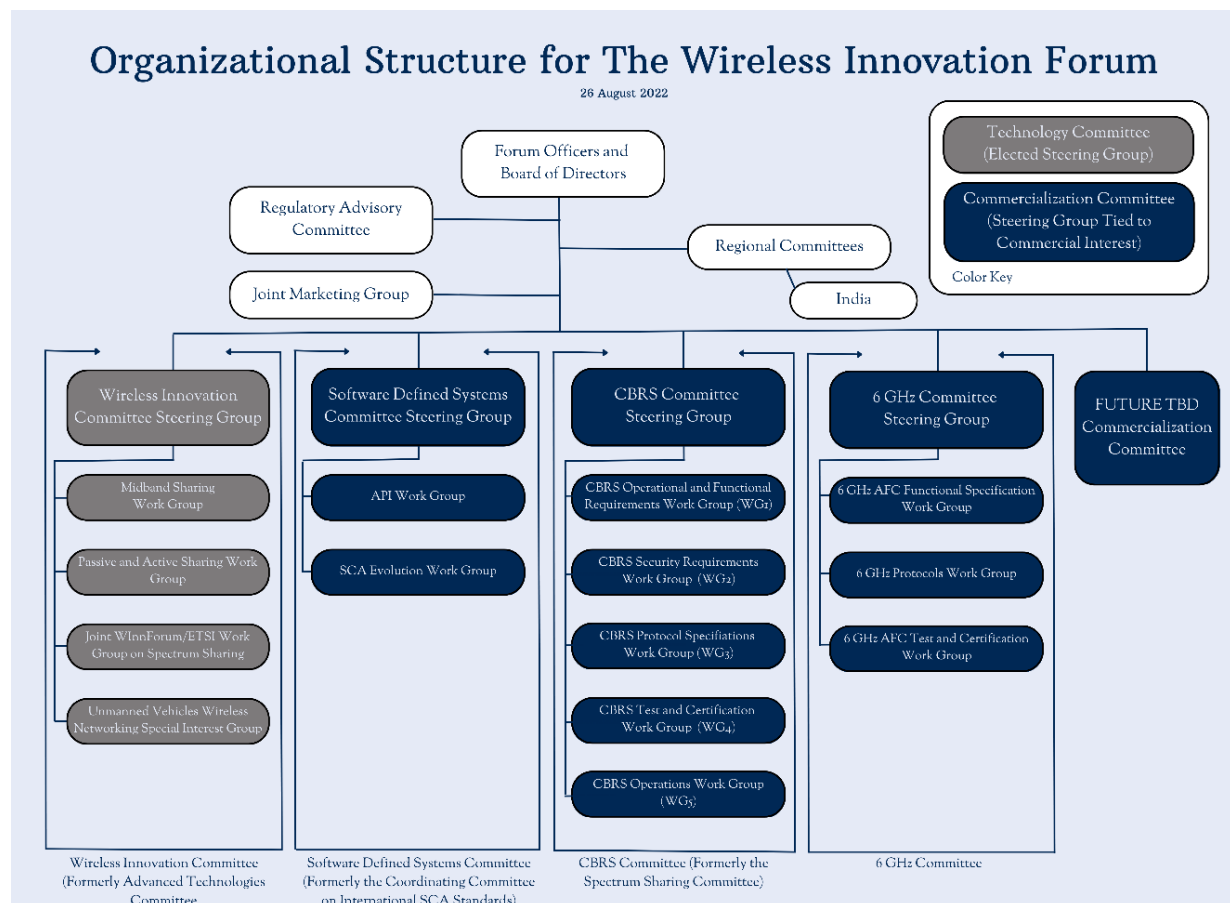 Organizational Structure for The Wireless Innovation Forum
26 August 2022
Forum Officers and
Board of Directors
Technology Committee
(Elected Steering Group)
Commercialization Committee
(Steering Group Tied to
Commercial Interest)
Color Key
Regulatory Advisory
Committee
Regional Committees
Joint Marketing Group
India
Wireless Innovation
Committee Steering Group
Midband Sharing
Work Group
Passive and Active Sharing Work
Group
Joint WInnForum/ETSI Work
Group on Spectrum Sharing
Unmanned Vehicles Wireless
Networking Special Interest Group
Wireless Innovation Committee
(Formerly Advanced Technologies
Committee
Software Defined Systems
Committee Steering Group
API Work Group
SCA Evolution Work Group
Software Defined Systems Committee
(Formerly the Coordinating Committee
on International SCA Standards)
CBRS Committee
Steering Group
CBRS Operational and Functional
Requirements Work Group (WG1)
CBRS Security Requirements
Work Group (WG2)
CBRS Protocol Specifiations
Work Group (WG3)
CBRS Test and Certification
Work Group (WG4)
CBRS Operations Work Group
(WG5)
CBRS Committee (Formerly the
Spectrum Sharing Committee)
6 GHz Committee
Steering Group
6 GHz AFC Functional Specification
Work Group
6 GHz Protocols Work Group
6 GHz AFC Test and Certification
Work Group
6 GHz Committee
FUTURE TBD
Commercialization
Committee